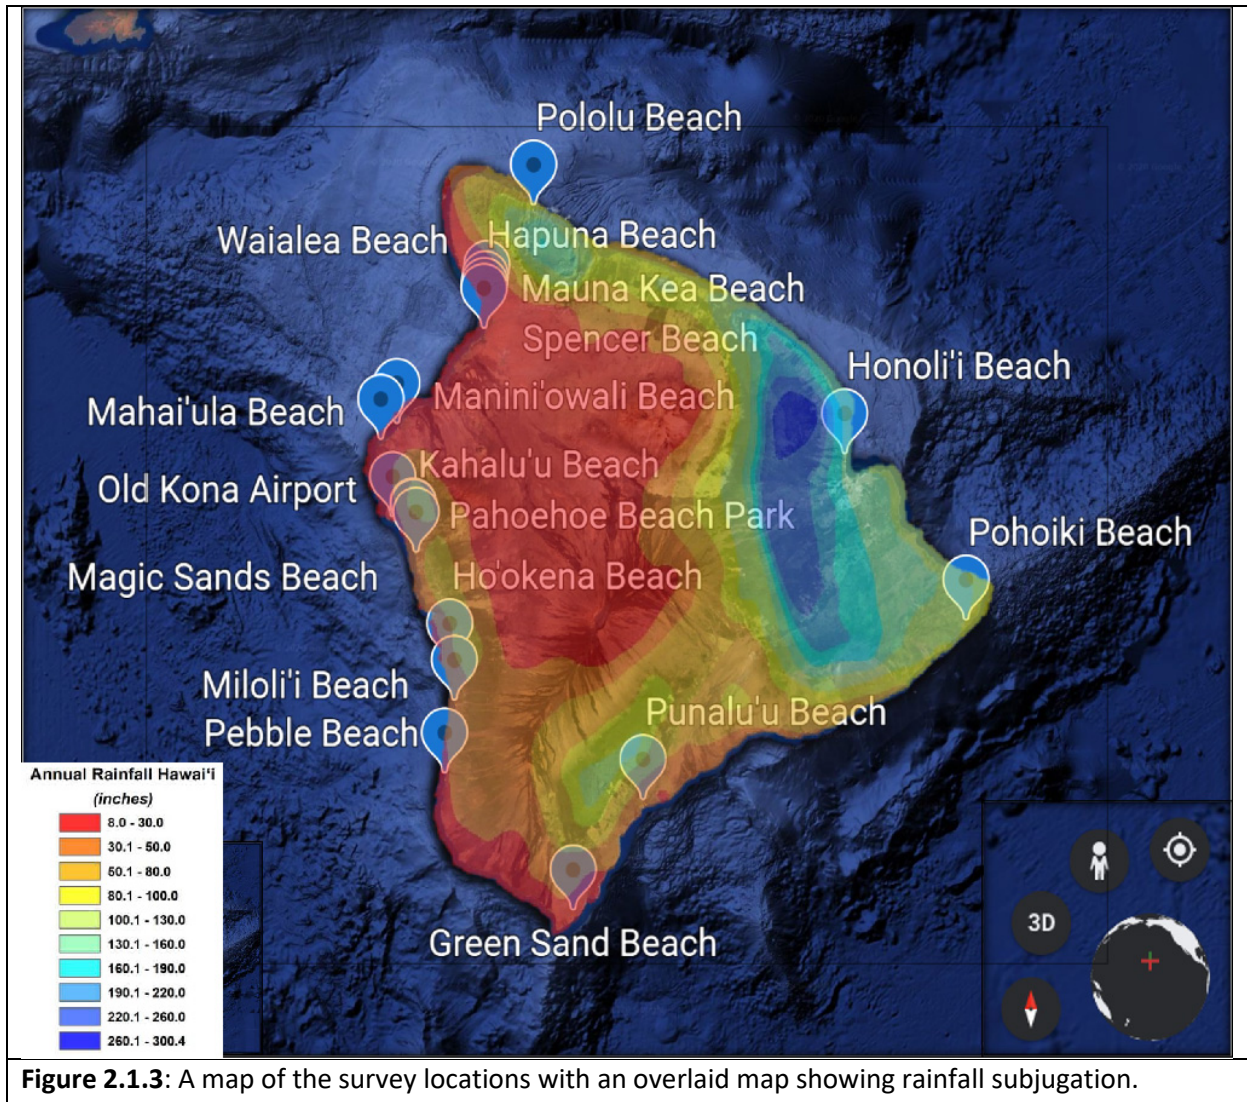 Pololu Beach
Waialea Beach
Hapuna Beach
Mauna Kea Beach
Spencer Beach
Honoli'i Beach
Manini'owali Beach
Mahai'ula Beach
Kahalu'u Beach
Old Kona Airport
Pahoehoe Beach Park
Pohoiki Beach
Magic Sands Beach
Ho'okena Beach
Miloli'i Beach
Punalu'u Beach
Pebble Beach
Green Sand Beach
Annual Rainfall Hawaiʻi
(inches)
8.0 - 30.0
30.1 - 50.0
50.1 - 80.0
80.1 - 100.0
100.1 - 130.0
130.1 - 160.0
160.1 - 190.0
190.1 - 220.0
220.1 - 260.0
260.1 - 300.4
3D
Figure 2.1.3: A map of the survey locations with an overlaid map showing rainfall subjugation.